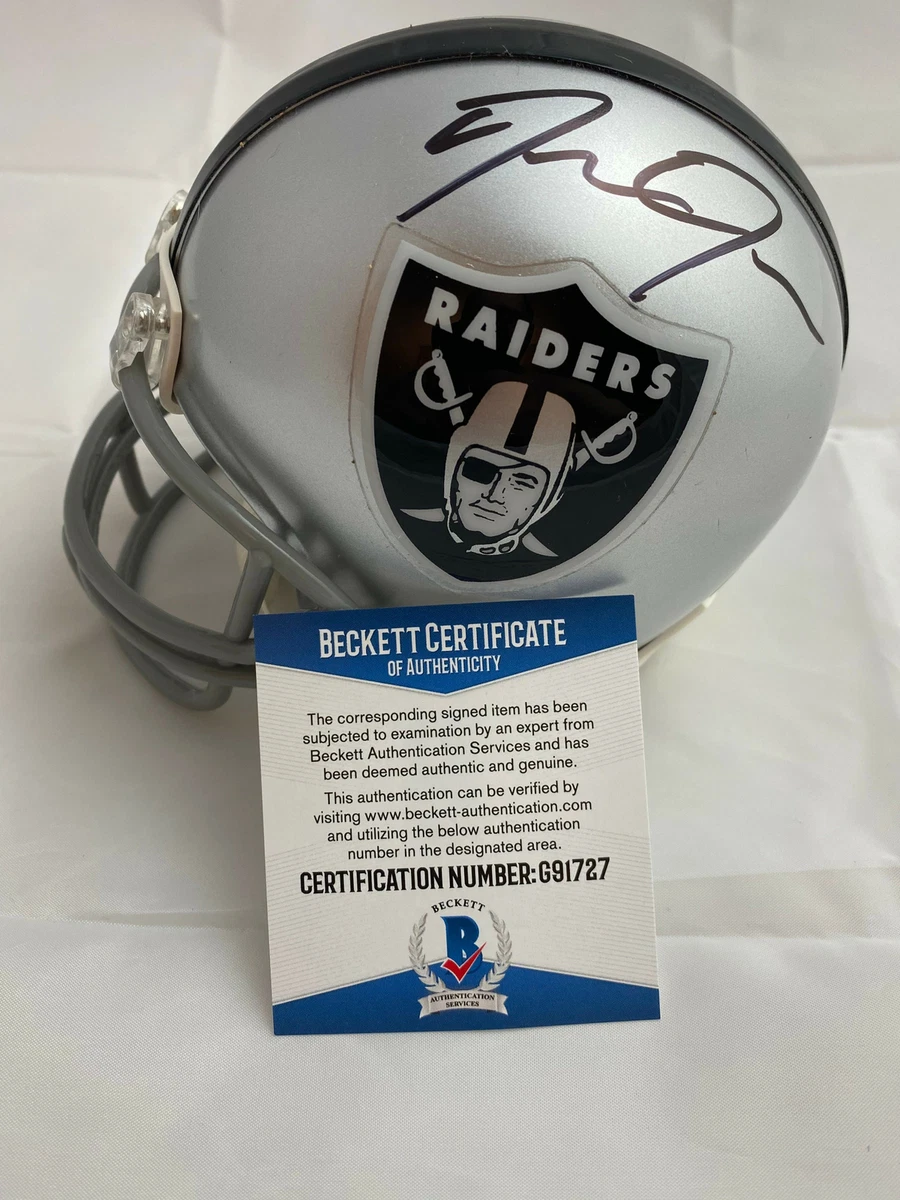 RAIDERS
BECKETT CERTIFICATE
OF AUTHENTICITY
The corresponding signed item has been
subjected to examination by an expert from
Beckett Authentication Services and has
been deemed authentic and genuine.
This authentication can be verified by
visiting www.beckett-authentication.com
and utilizing the below authentication
number in the designated area.
CERTIFICATION NUMBER: G91727
BECKETT
B
AUTHENTICATION
SERVICES